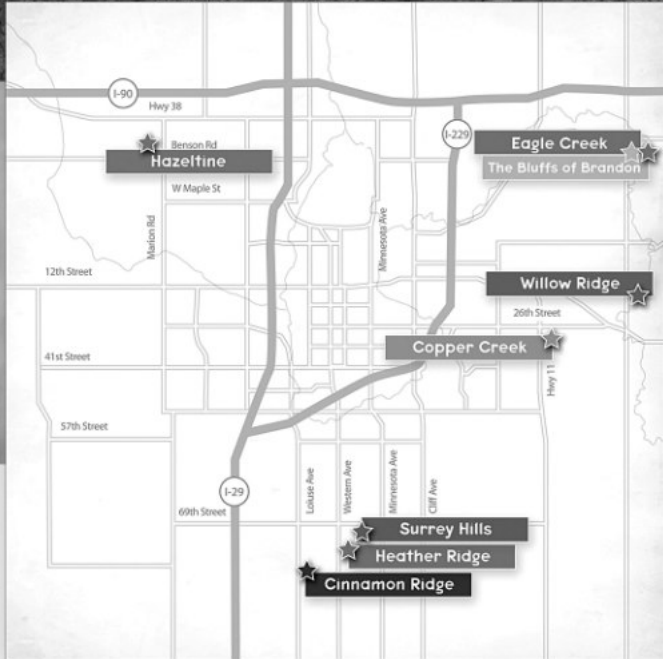 I-90
Hwy 38
I-229
Benson Rd
Hazeltine
Eagle Creek
The Bluffs of Brandon
W Maple St
Marion Rd
Minnesota Ave
12th Street
Willow Ridge
26th Street
Copper Creek
41st Street
Hwy 11
57th Street
I-29
69th Street
Loiuse Ave
Western Ave
Minnesota Ave
Cliff Ave
Surrey Hills
Heather Ridge
Cinnamon Ridge